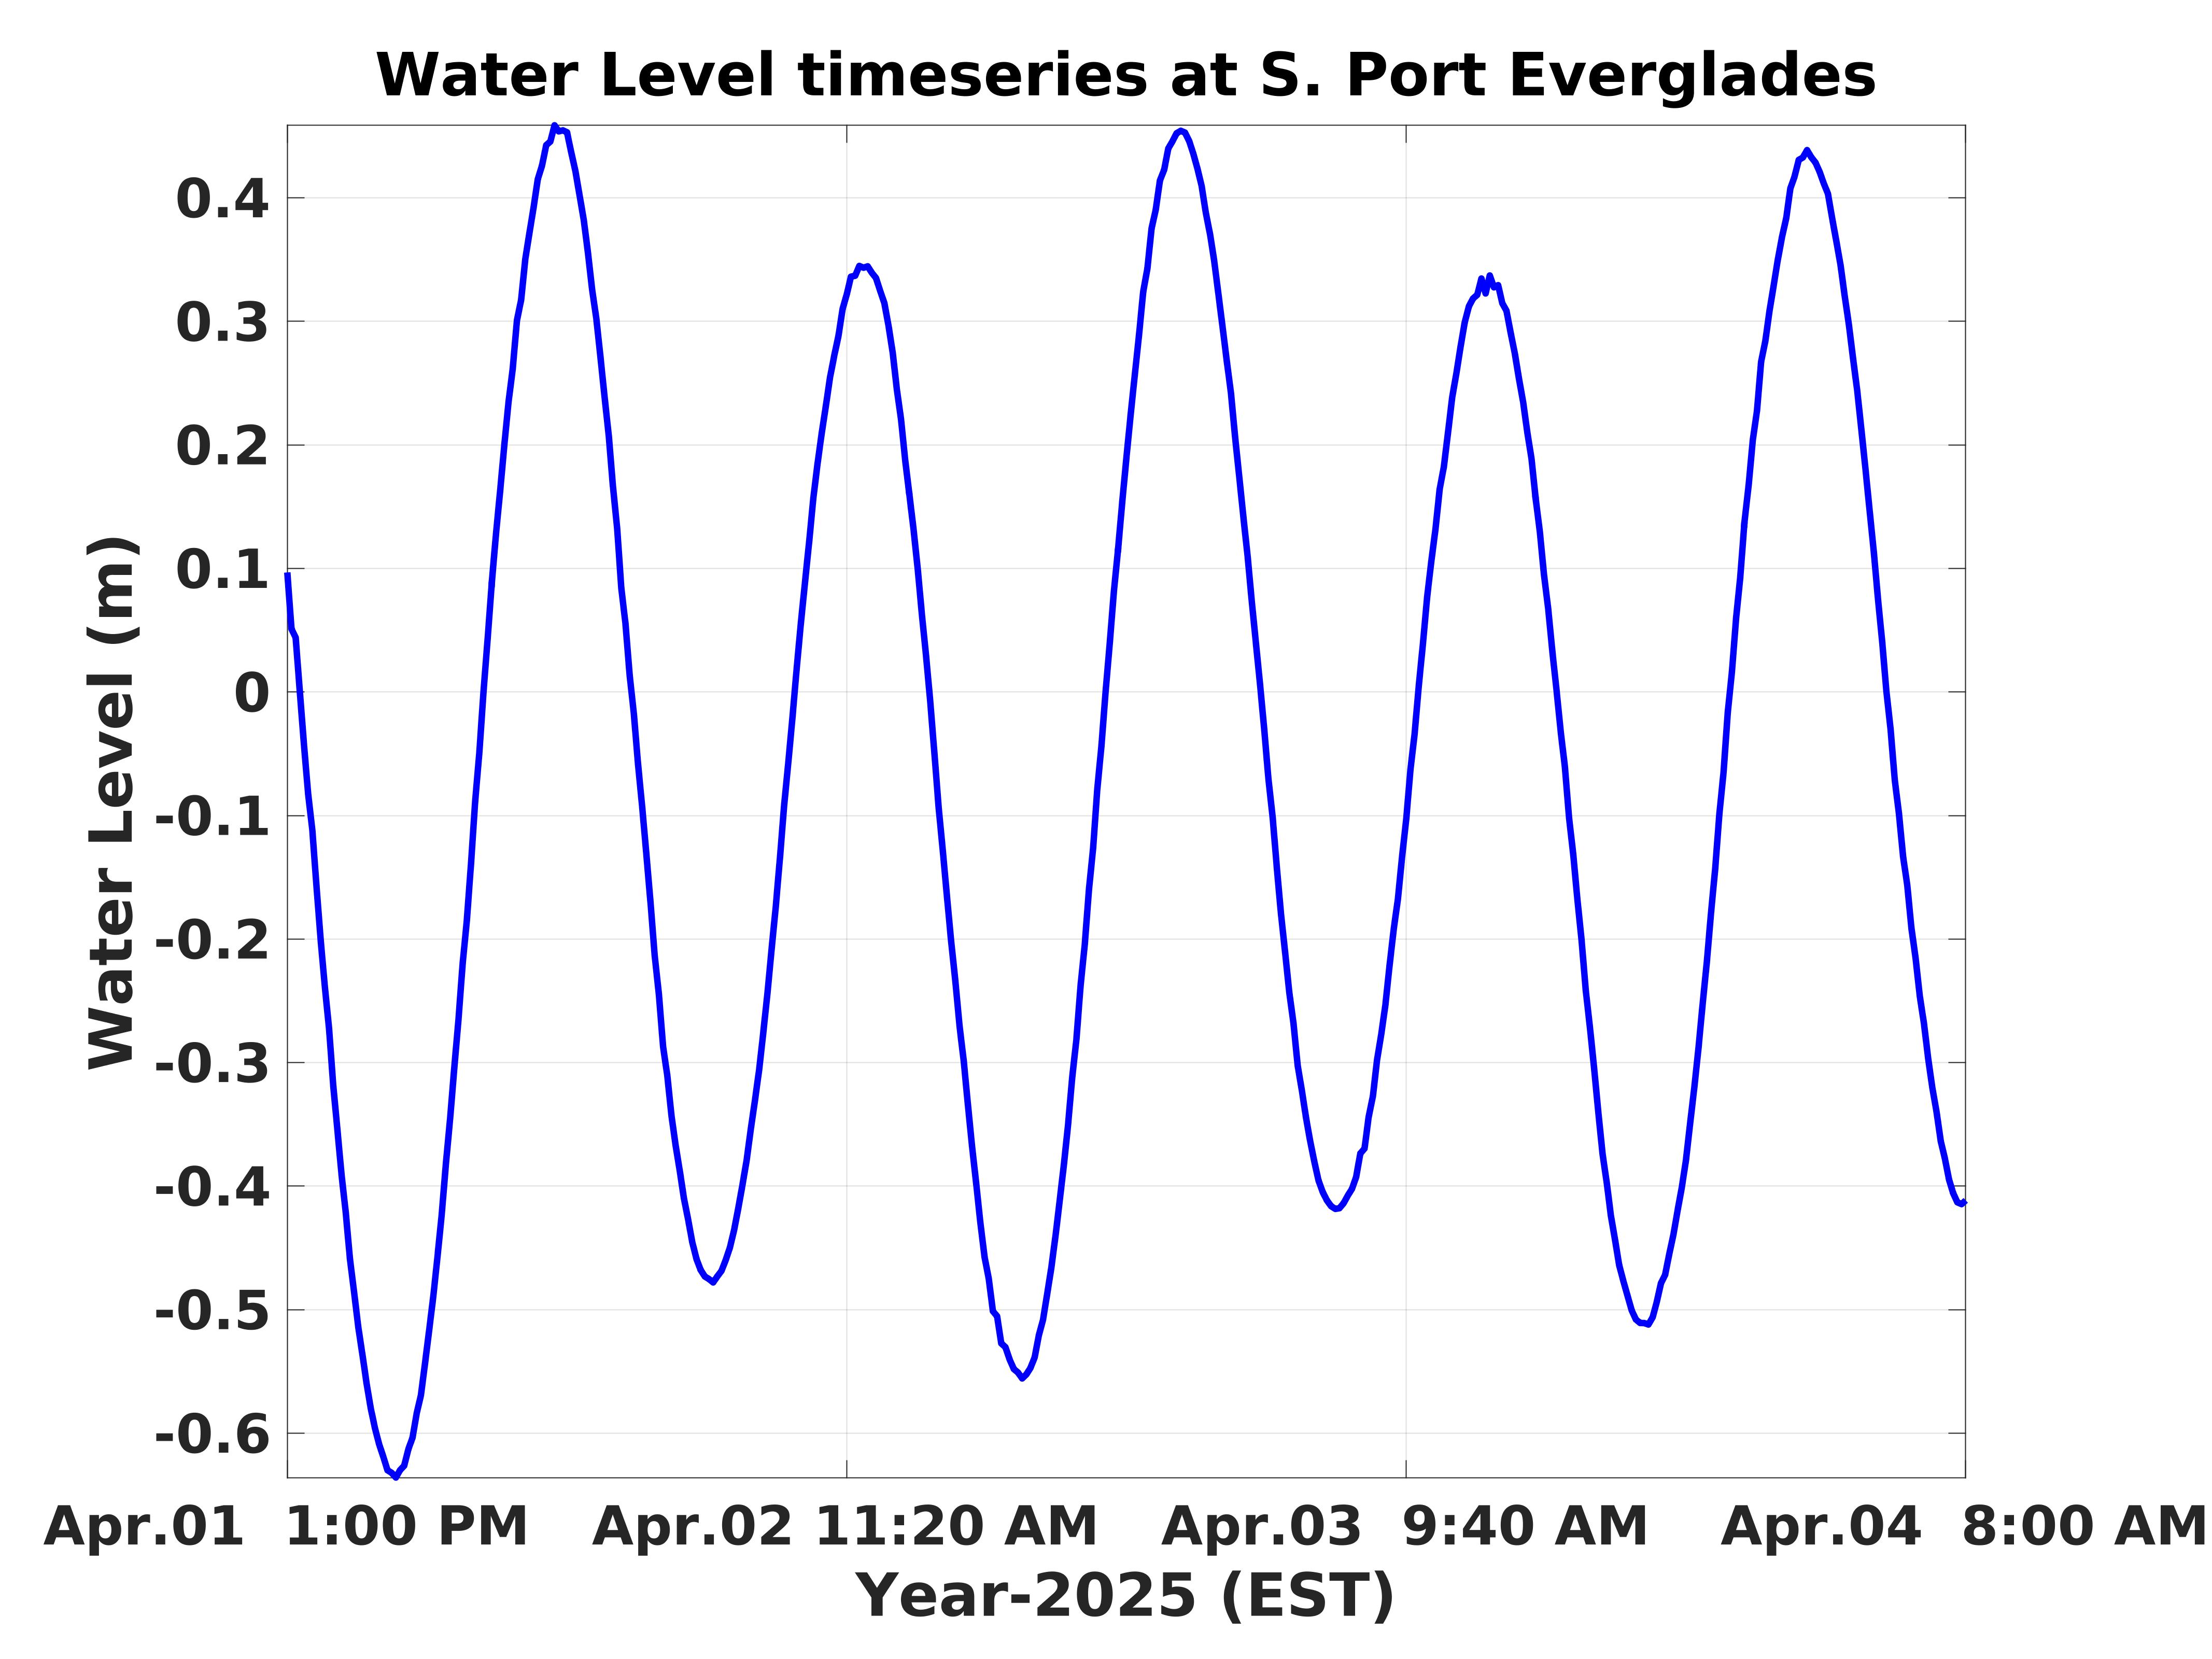 Water Level timeseries at S. Port Everglades
Water Level (m)
0.4
0.3
0.2
0.1
0
-0.1
-0.2
-0.3
-0.4
-0.5
-0.6
Apr.01 1:00 PM Apr.02 11:20 AM Apr.03 9:40 AM Apr.04 8:00 AM
Year-2025 (EST)